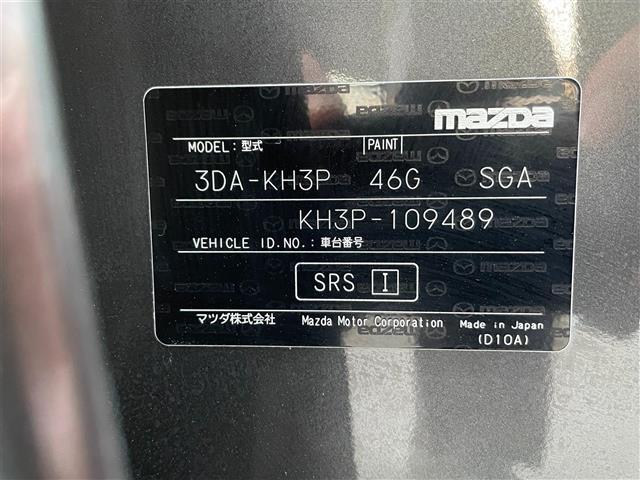 mazda
MODEL:型式 PAINT
3DA-KH3P 46G SGA
KH3P-109489
VEHICLE ID.NO.:車台番号
SRS I
マツダ株式会社 Mazda Motor Corporation Made in Japan
(D10A)